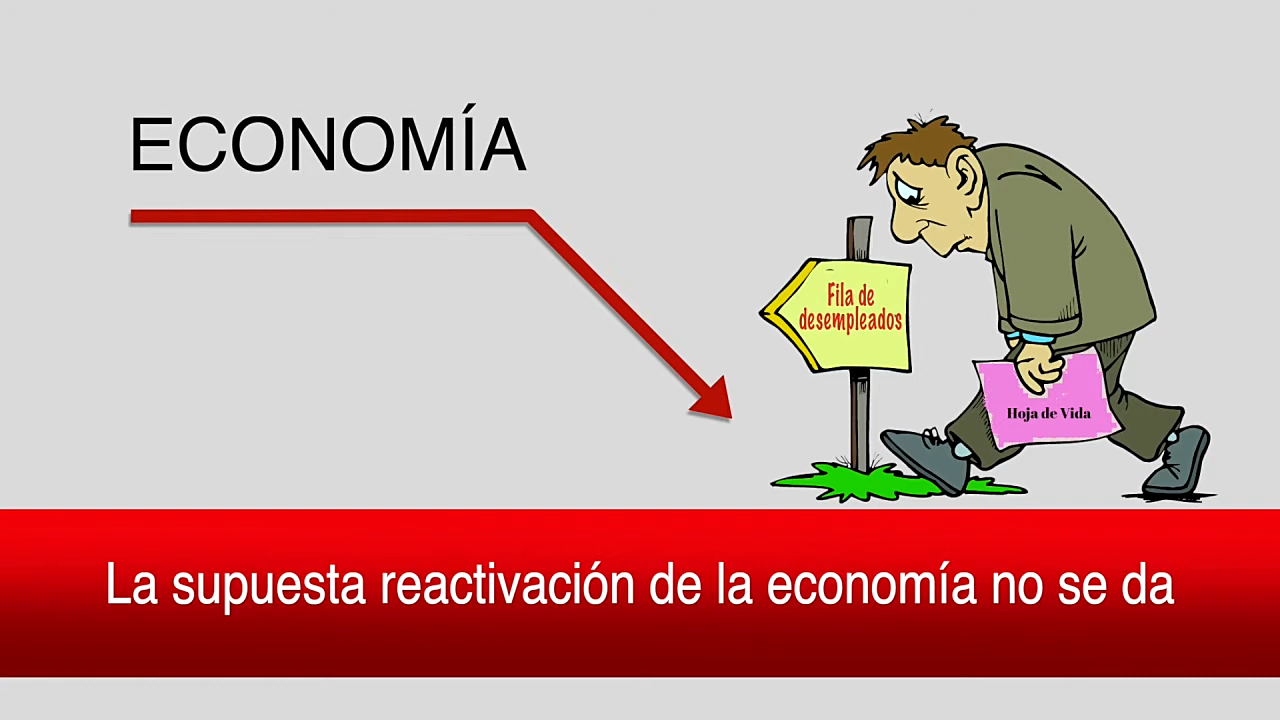 ECONOMÍA
Fila de
desempleados
Hoja de Vida
La supuesta reactivación de la economía no se da